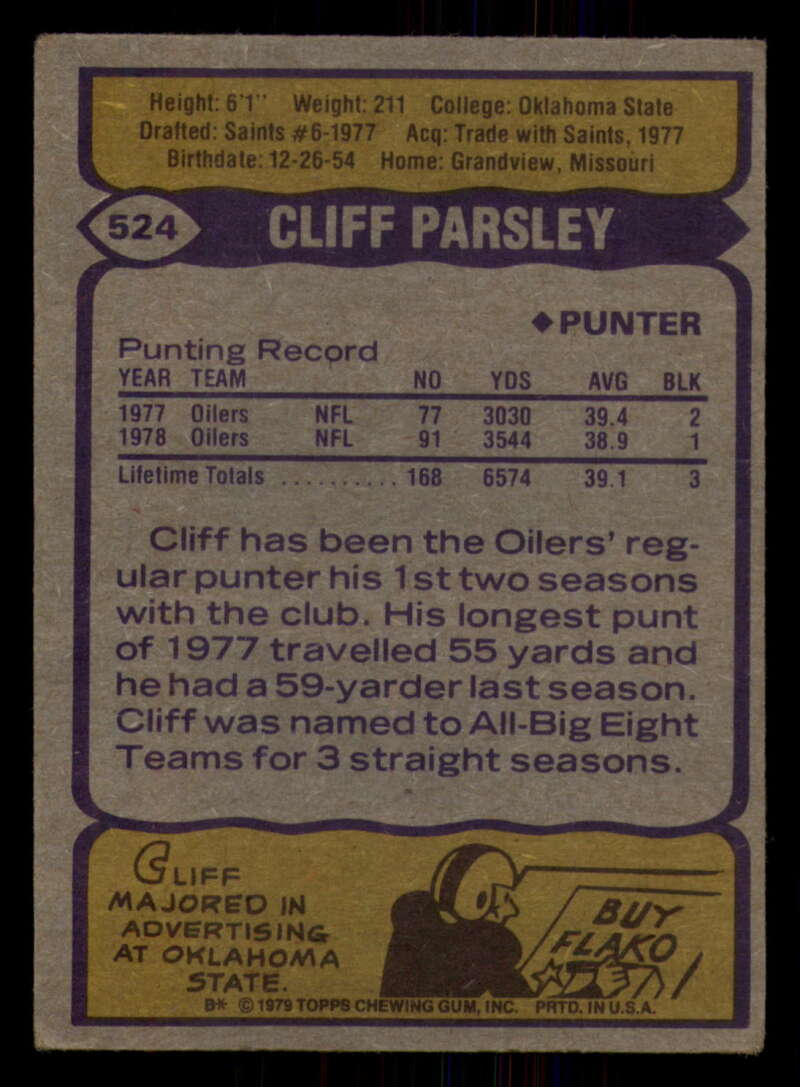 Height: 6'1" Weight: 211 College: Oklahoma State
Drafted: Saints #6-1977 Acq: Trade with Saints, 1977
Birthdate: 12-26-54 Home: Grandview, Missouri
524 CLIFF PARSLEY
◆PUNTER
Punting Record
YEAR TEAM NO YDS AVG BLK
1977 Oilers NFL 77 3030 39.4 2
1978 Oilers NFL 91 3544 38.9 1
Lifetime Totals .......... 168 6574 39.1 3
Cliff has been the Oilers' reg-
ular punter his 1st two seasons
with the club. His longest punt
of 1977 travelled 55 yards and
he had a 59-yarder last season.
Cliff was named to All-Big Eight
Teams for 3 straight seasons.
CLIFF
MAJORED IN
ADVERTISING
AT OKLAHOMA
STATE.
BUY
FLAKO
B* © 1979 TOPPS CHEWING GUM, INC. PRTD. IN U.S.A.